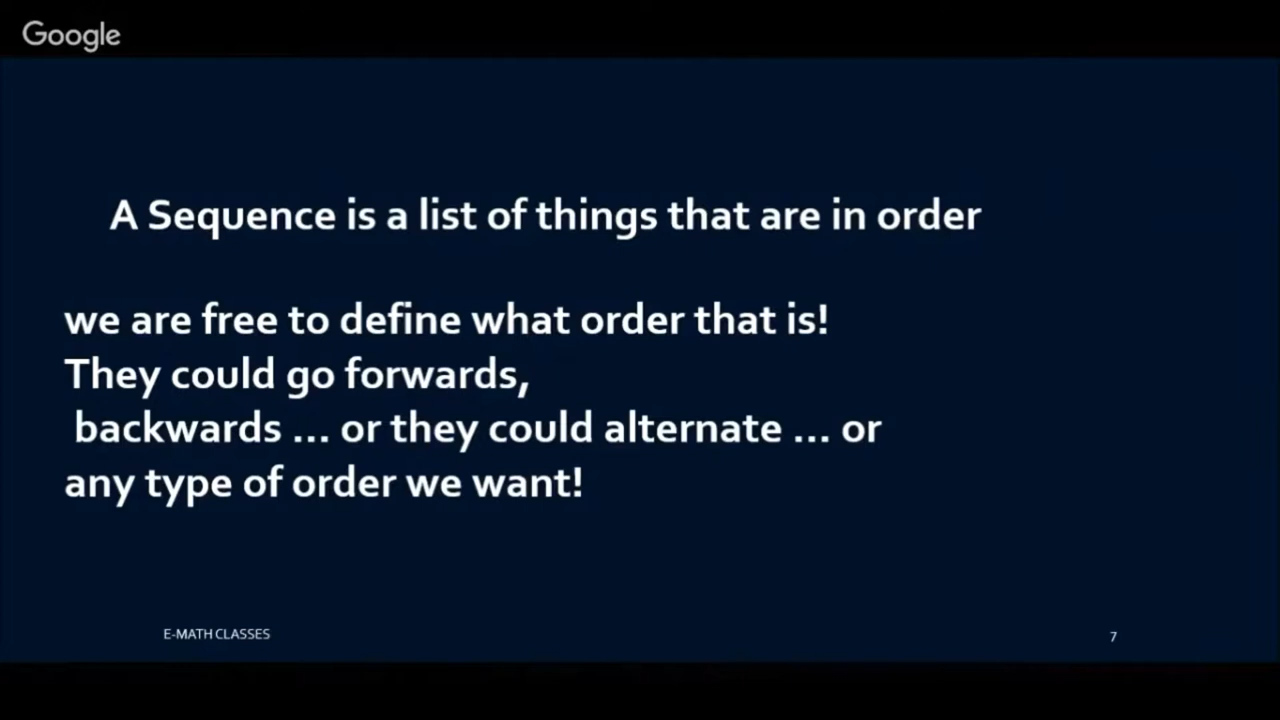 Google
A Sequence is a list of things that are in order
we are free to define what order that is!
They could go forwards,
backwards ... or they could alternate ... or
any type of order we want!
E-MATH CLASSES
7